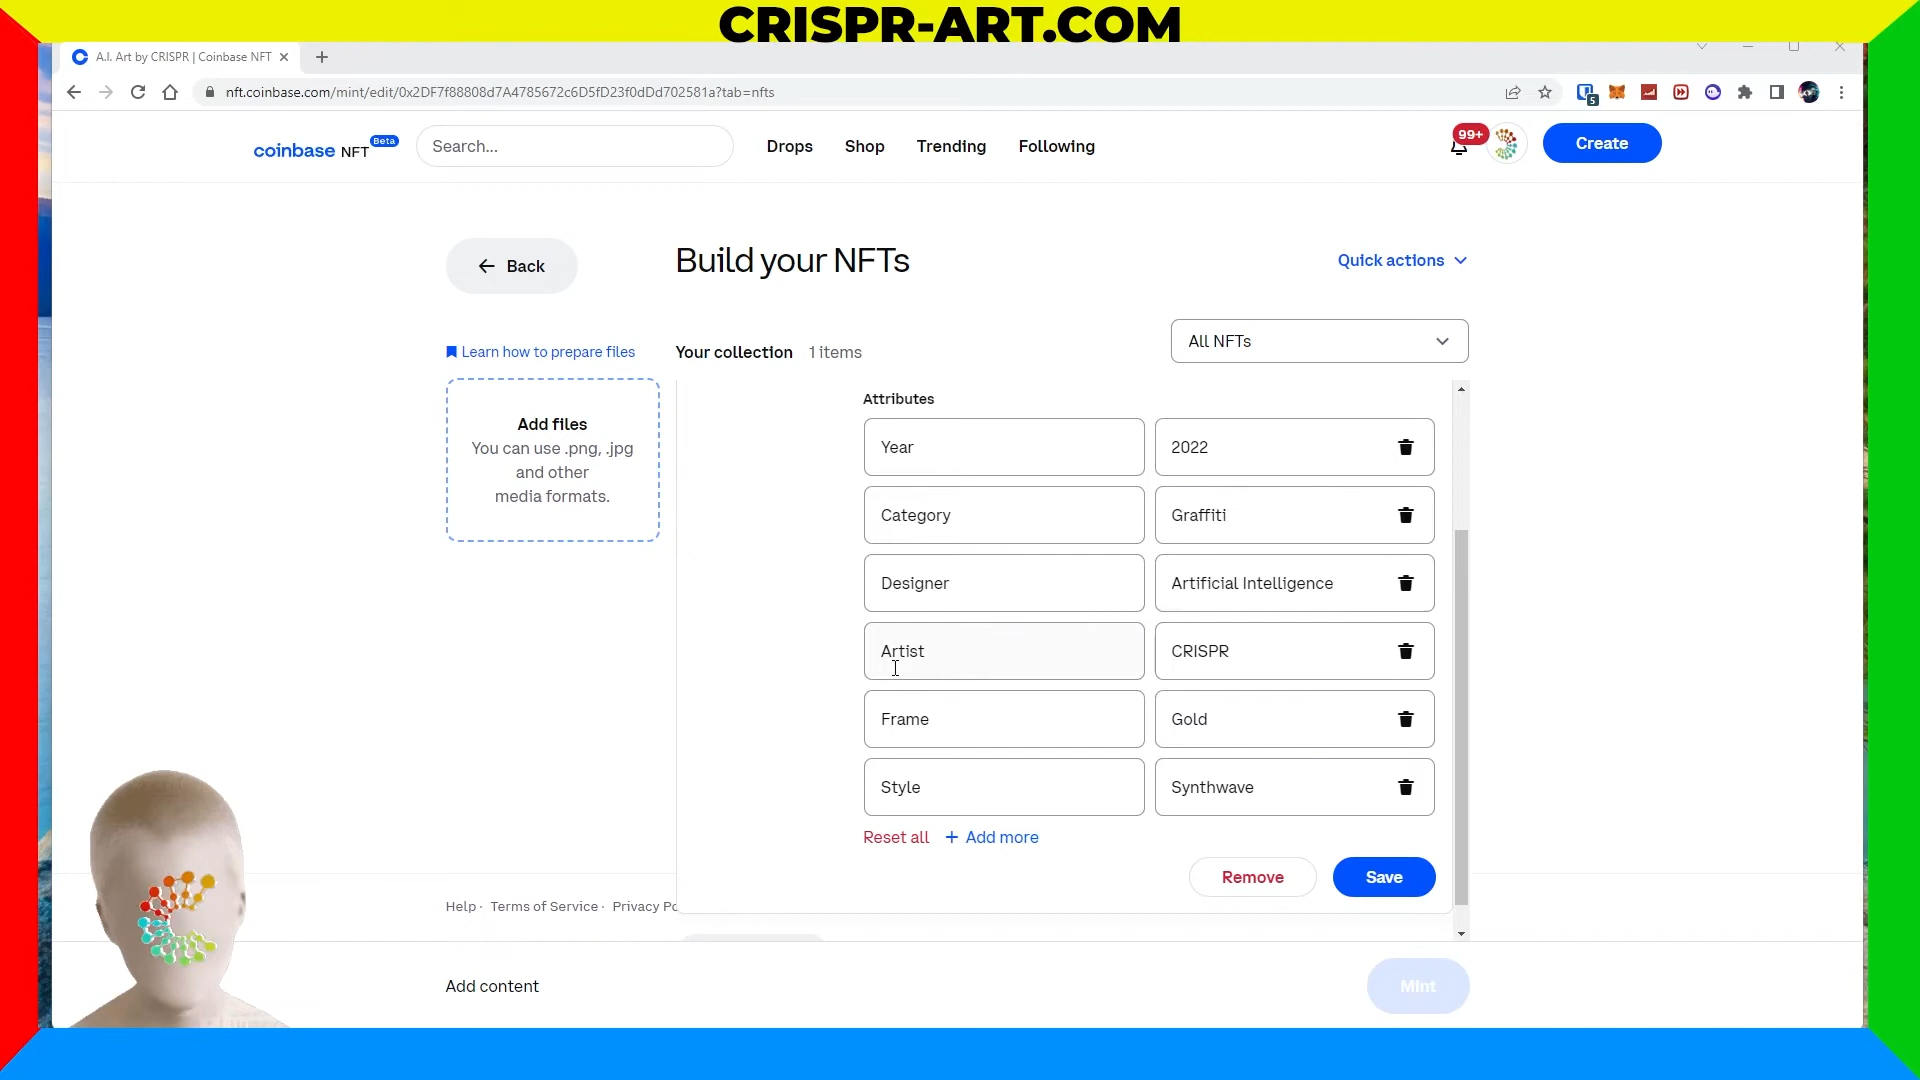 CRISPR-ART.COM
A.I. Art by CRISPR | Coinbase NFT
nft.coinbase.com/mint/edit/0x2DF7f88808d7A4785672c6D5fD23f0dDd702581a?tab=nfts
5
coinbase NFT Beta
Search...
Drops
Shop
Trending
Following
99+
Create
Back
Build your NFTs
Quick actions
Learn how to prepare files
Your collection 1 items
All NFTs
Add files
You can use .png, .jpg
and other
media formats.
Attributes
Year 2022
Category Graffiti
Designer Artificial Intelligence
Artist CRISPR
Frame Gold
Style Synthwave
Reset all + Add more
Remove Save
Help · Terms of Service · Privacy Po
Add content
Mint